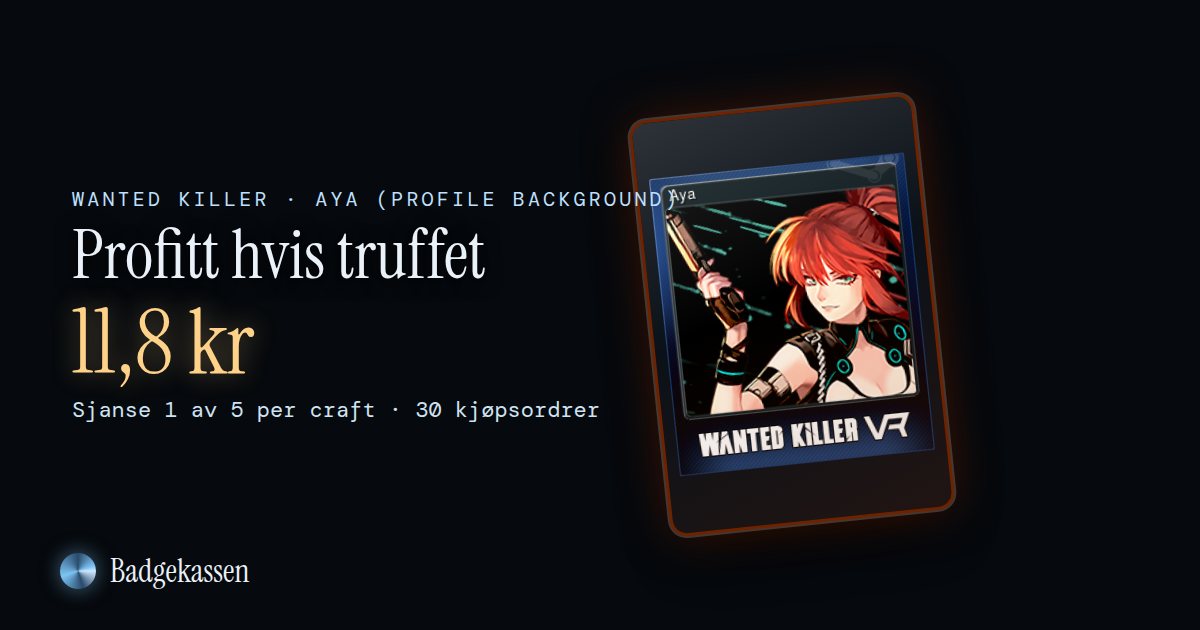 WANTED KILLER · AYA (PROFILE BACKGROUND)
Profitt hvis truffet
11,8 kr
Sjanse 1 av 5 per craft · 30 kjøpsordrer
Badgekassen
Aya
WANTED KILLER VR